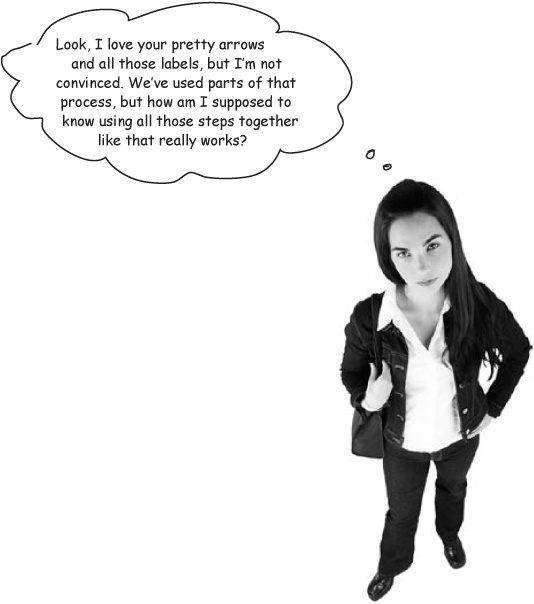 Look, I love your pretty arrows
and all those labels, but I'm not
convinced. We've used parts of that
process, but how am I supposed to
know using all those steps together
like that really works?